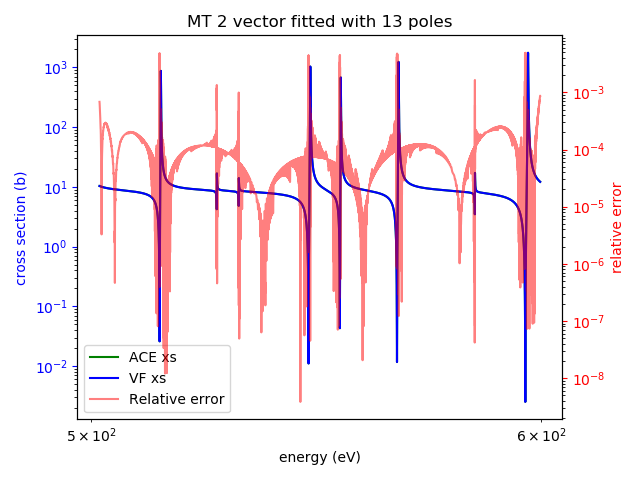 MT 2 vector fitted with 13 poles
cross section (b)
10³
10²
10¹
10⁰
10⁻¹
10⁻²
10⁻³
10⁻⁴
10⁻⁵
10⁻⁶
10⁻⁷
10⁻⁸
relative error
ACE xs
VF xs
Relative error
5 × 10²
6 × 10²
energy (eV)